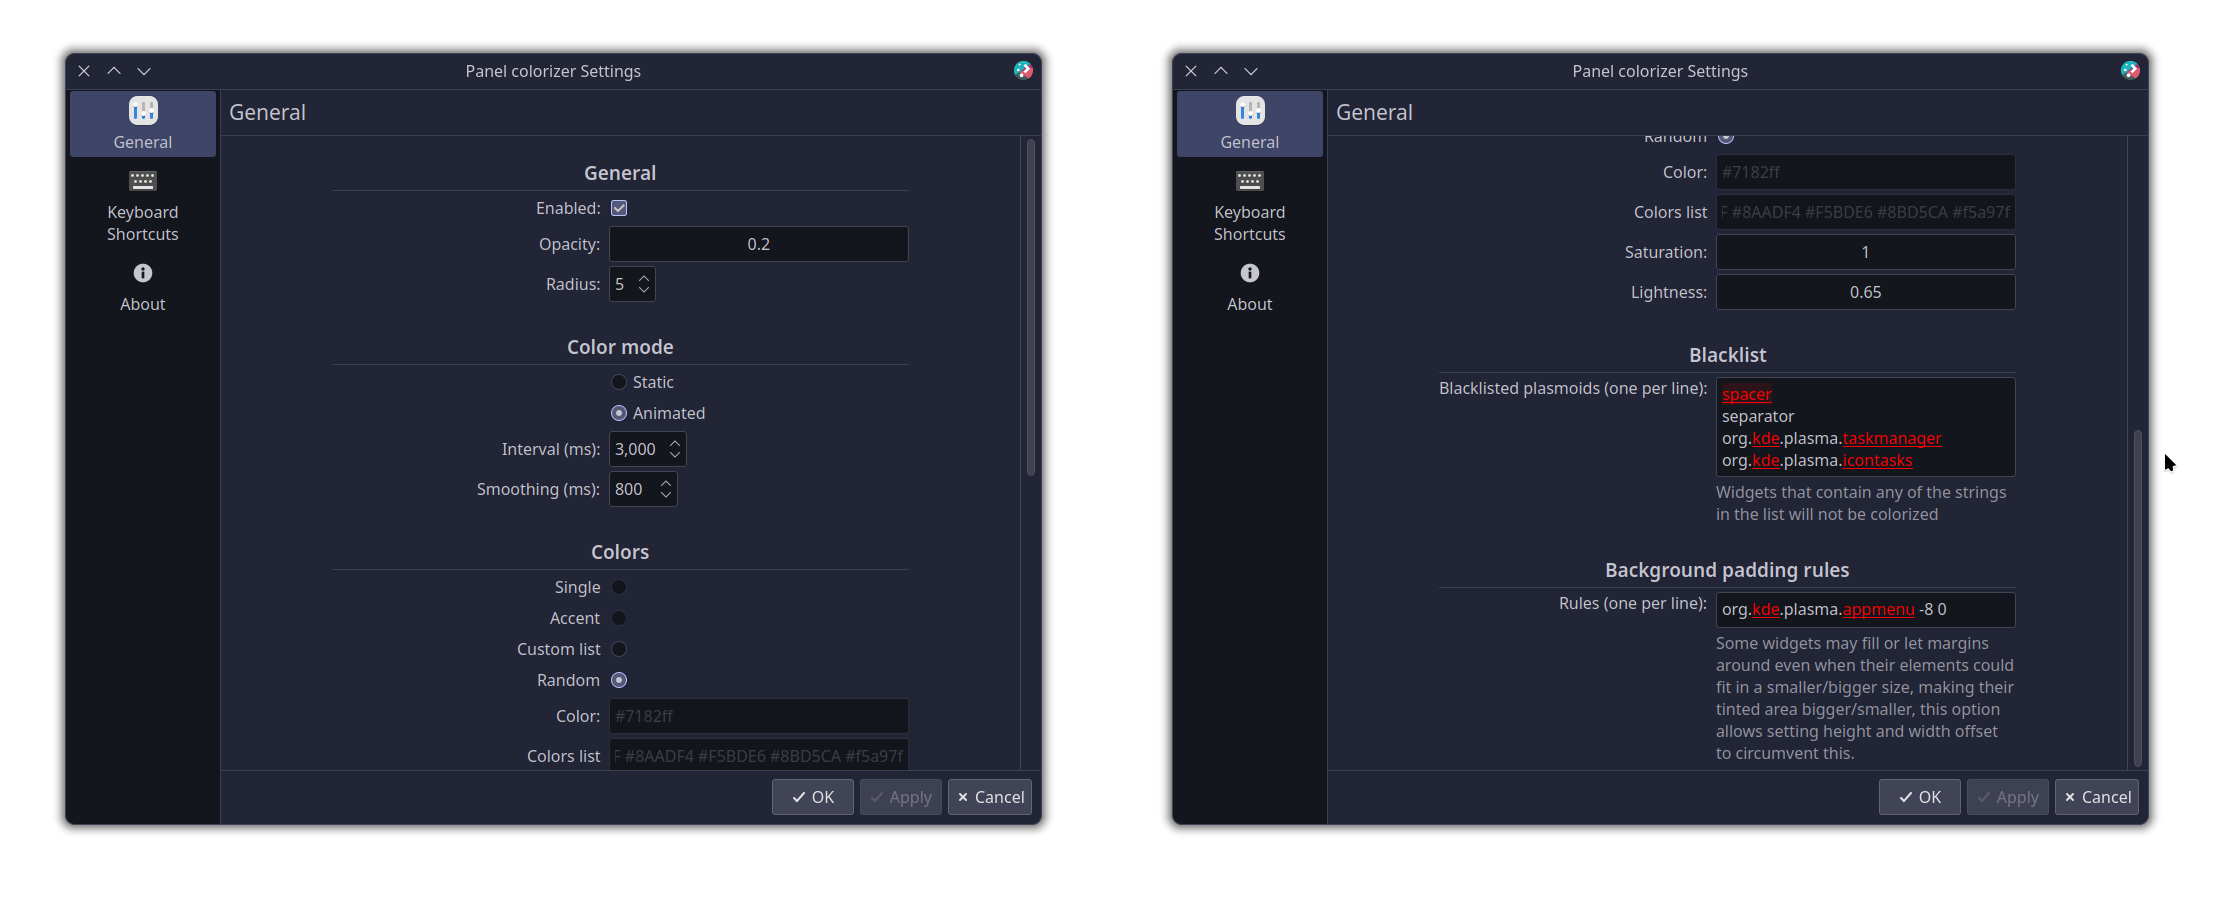 Panel colorizer Settings
General
Keyboard
Shortcuts
About
General
General
Enabled:
Opacity: 0.2
Radius: 5
Color mode
Static
Animated
Interval (ms): 3,000
Smoothing (ms): 800
Colors
Single
Accent
Custom list
Random
Color: #7182ff
Colors list F #8AADF4 #F5BDE6 #8BD5CA #f5a97f
OK Apply Cancel
Panel colorizer Settings
General
Keyboard
Shortcuts
About
General
Random
Color: #7182ff
Colors list F #8AADF4 #F5BDE6 #8BD5CA #f5a97f
Saturation: 1
Lightness: 0.65
Blacklist
Blacklisted plasmoids (one per line): spacer
separator
org.kde.plasma.taskmanager
org.kde.plasma.icontasks
Widgets that contain any of the strings
in the list will not be colorized
Background padding rules
Rules (one per line): org.kde.plasma.appmenu -8 0
Some widgets may fill or let margins
around even when their elements could
fit in a smaller/bigger size, making their
tinted area bigger/smaller, this option
allows setting height and width offset
to circumvent this.
OK Apply Cancel